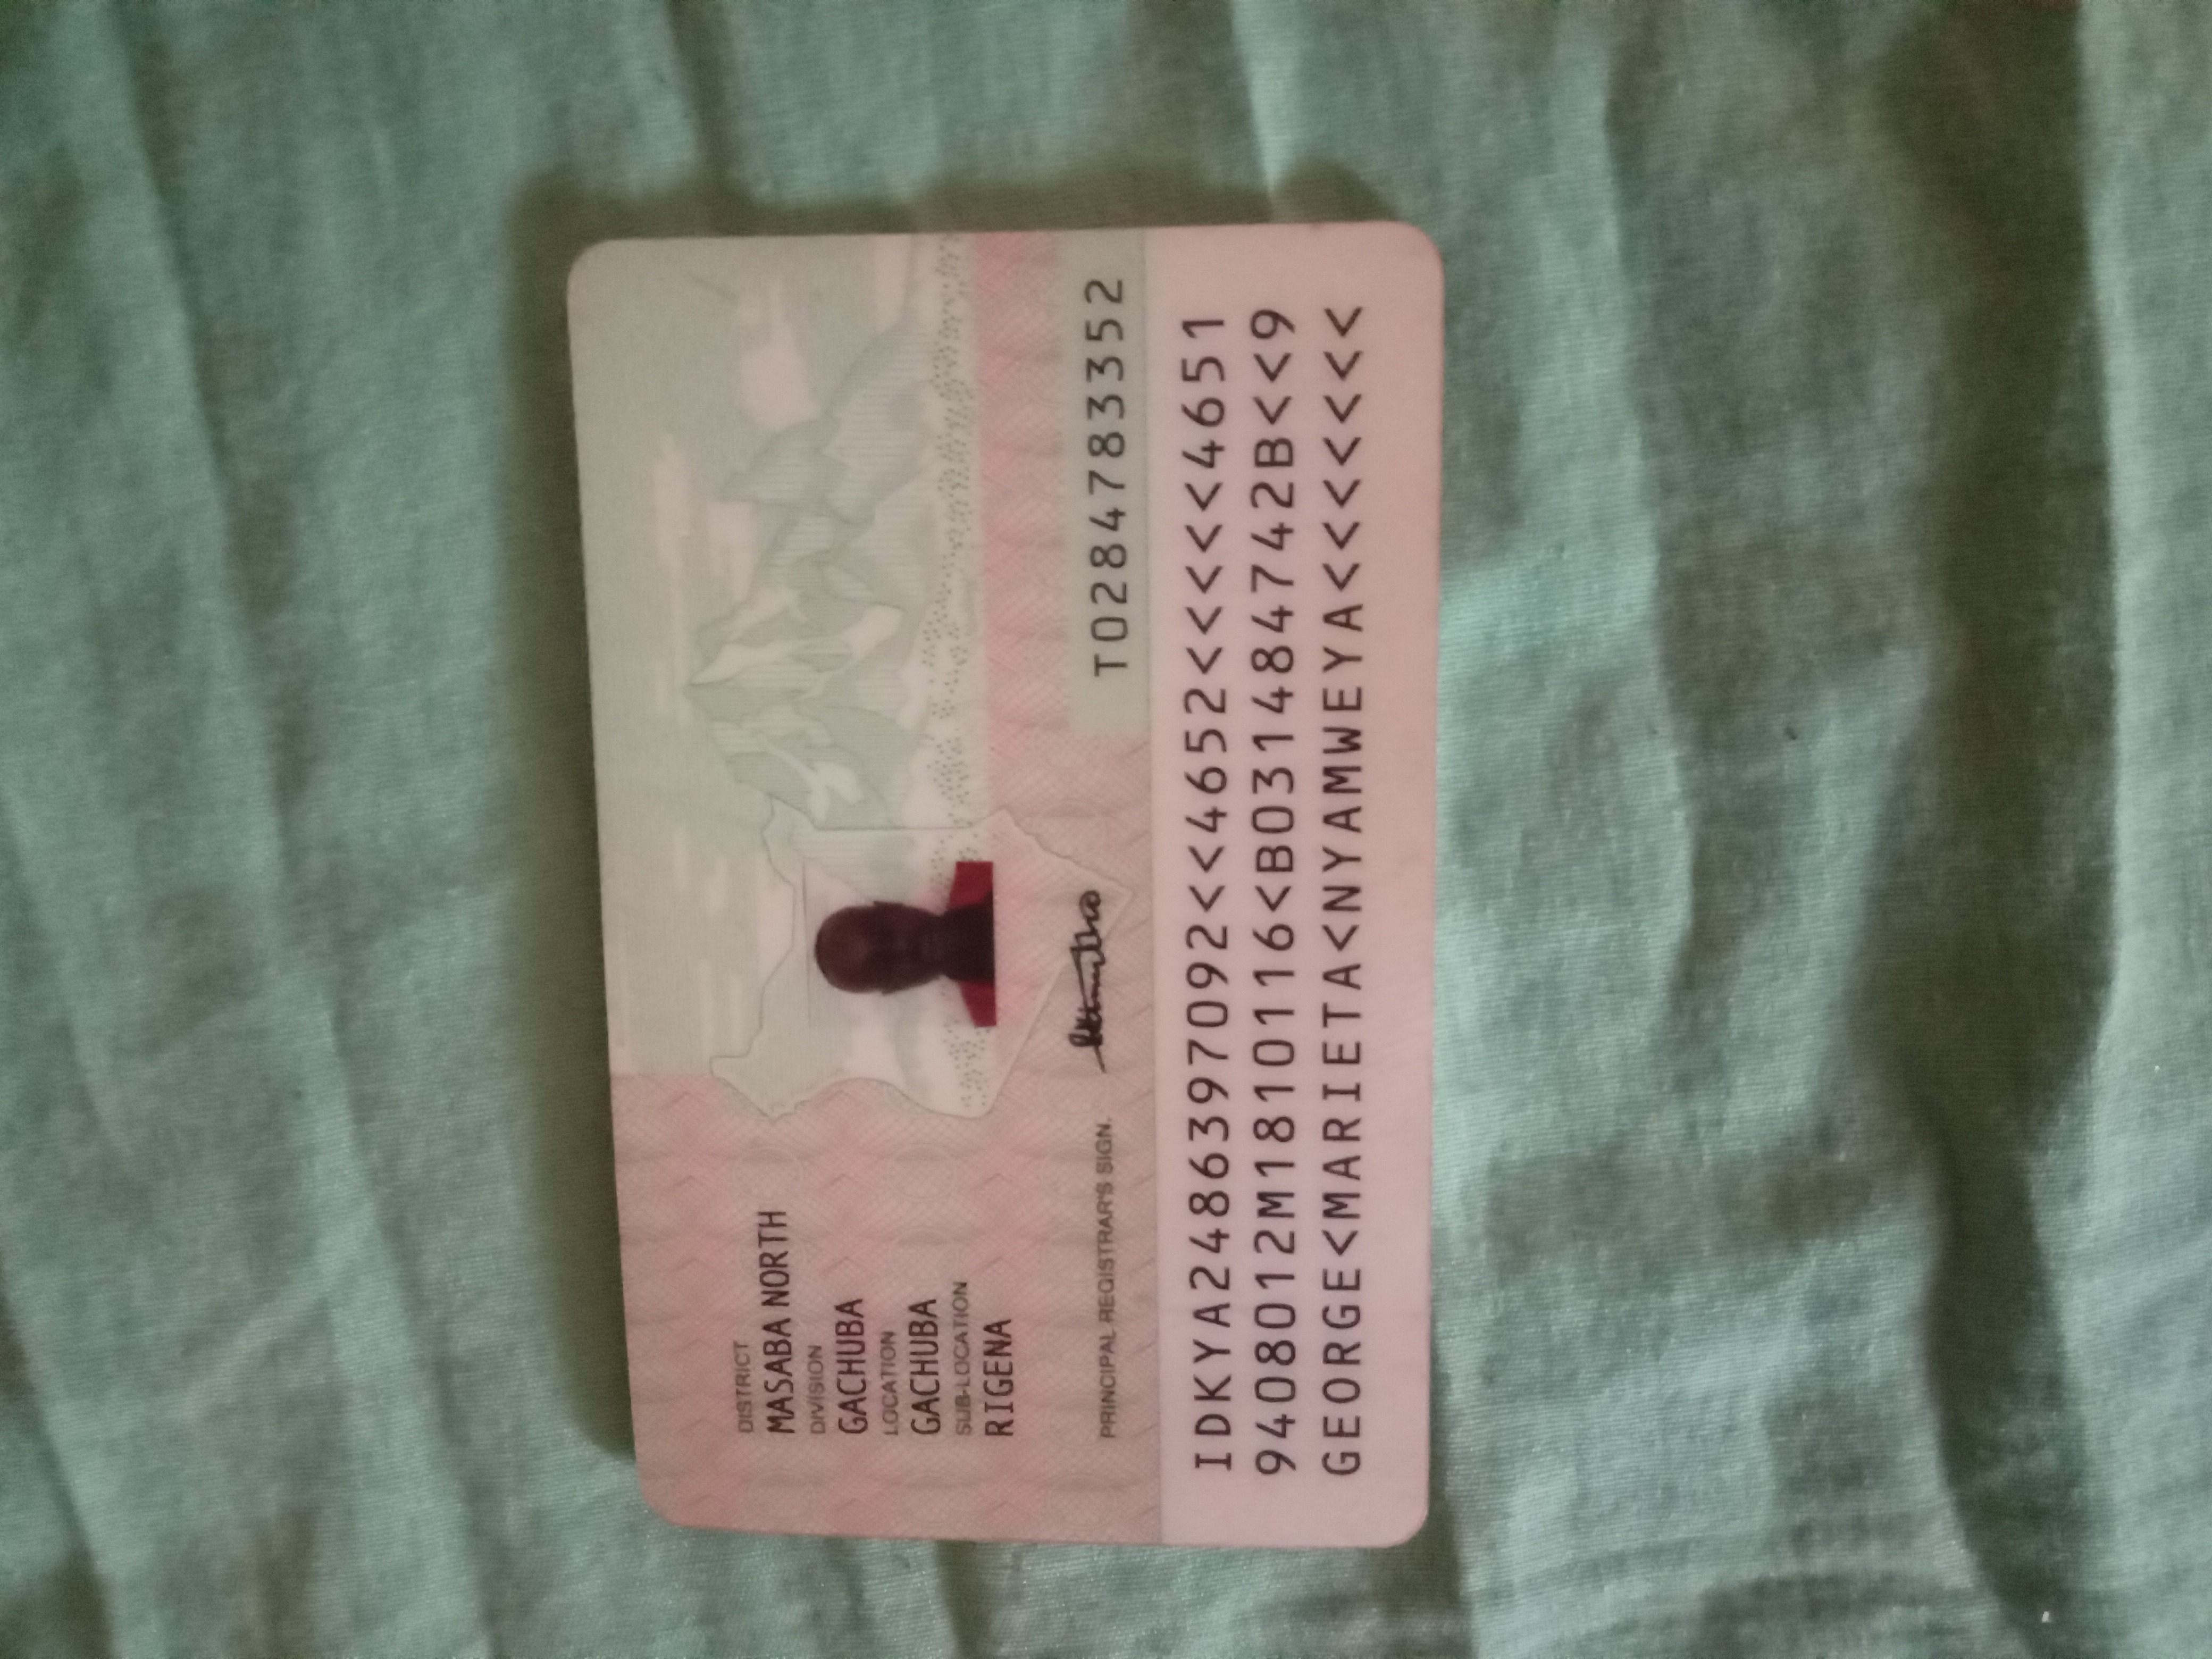 DISTRICT
MASABA NORTH
DIVISION
GACHUBA
LOCATION
GACHUBA
SUB-LOCATION
RIGENA
PRINCIPAL REGISTRAR'S SIGN.
T0284783352
IDKYA2486397092<<4652<<<<<4651
9408012M1810116<B031484742B<<9
GEORGE<MARIETA<NYAMWEYA<<<<<<<